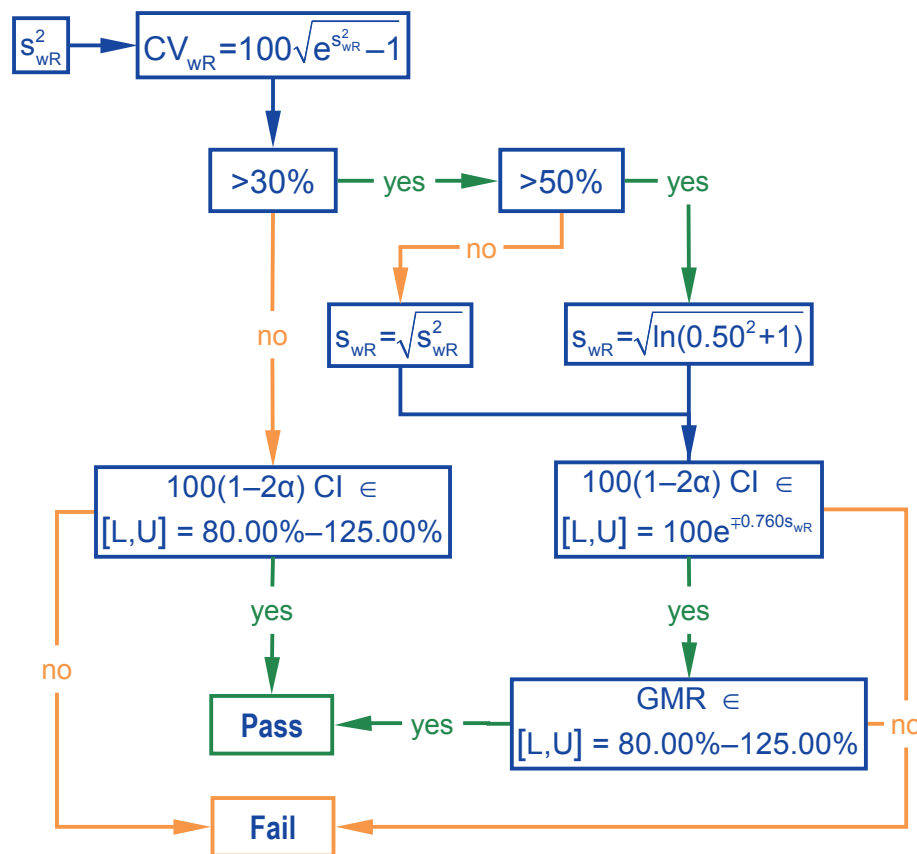 s²wR
CVwR=100√(e^(s²wR)–1)
>30%
yes
>50%
yes
no
no
swR=√(s²wR)
swR=√(ln(0.50²+1))
100(1–2α) CI ∈
[L,U] = 80.00%–125.00%
100(1–2α) CI ∈
[L,U] = 100e^(∓0.760swR)
yes
yes
no
no
Pass
yes
GMR ∈
[L,U] = 80.00%–125.00%
Fail